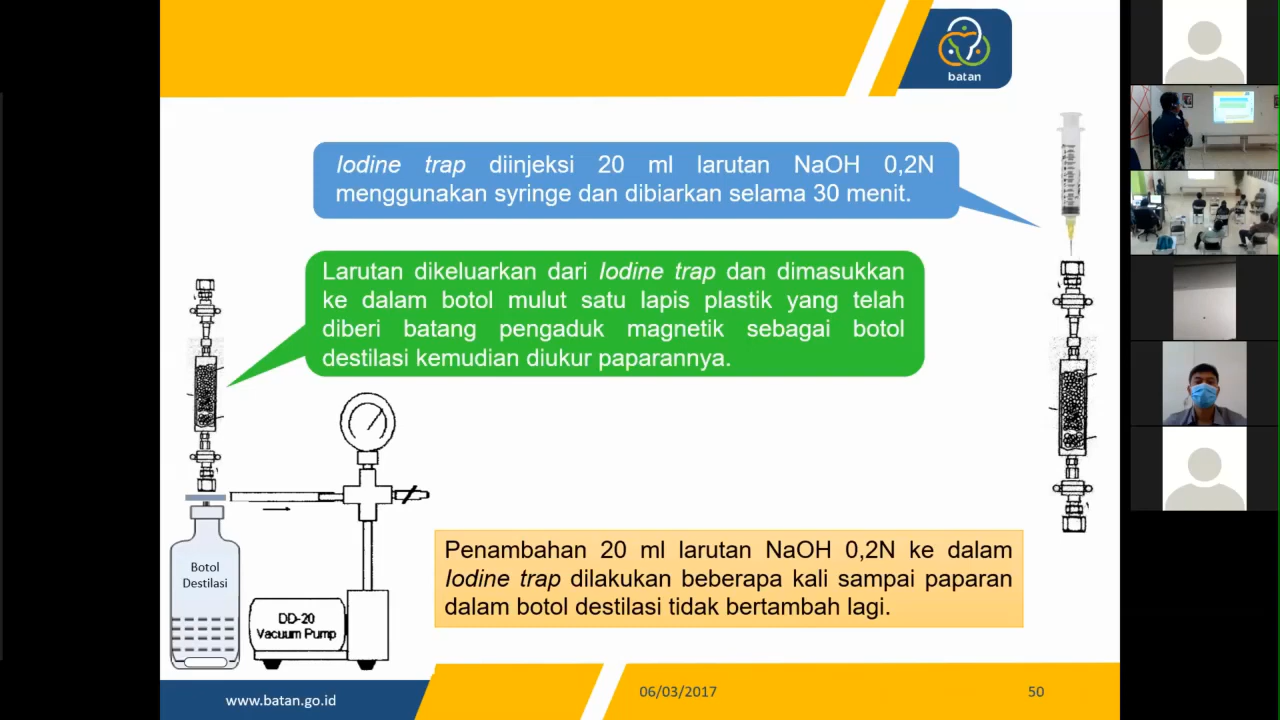 batan
Iodine trap diinjeksi 20 ml larutan NaOH 0,2N
menggunakan syringe dan dibiarkan selama 30 menit.
Larutan dikeluarkan dari Iodine trap dan dimasukkan
ke dalam botol mulut satu lapis plastik yang telah
diberi batang pengaduk magnetik sebagai botol
destilasi kemudian diukur paparannya.
Botol
Destilasi
DD-20
Vacuum Pump
Penambahan 20 ml larutan NaOH 0,2N ke dalam
Iodine trap dilakukan beberapa kali sampai paparan
dalam botol destilasi tidak bertambah lagi.
www.batan.go.id
06/03/2017
50